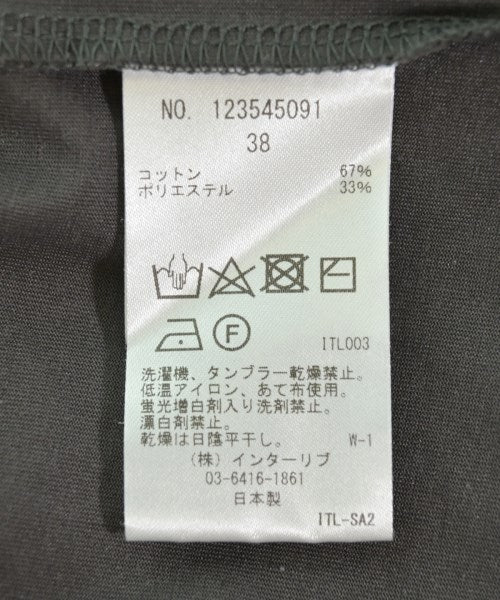 NO. 123545091
38
コットン 67%
ポリエステル 33%
F ITL003
洗濯機、タンブラー乾燥禁止。
低温アイロン、あて布使用。
蛍光増白剤入り洗剤禁止。
漂白剤禁止。
乾燥は日陰平干し。 W-1
(株) インターリブ
03-6416-1861
日本製
ITL-SA2